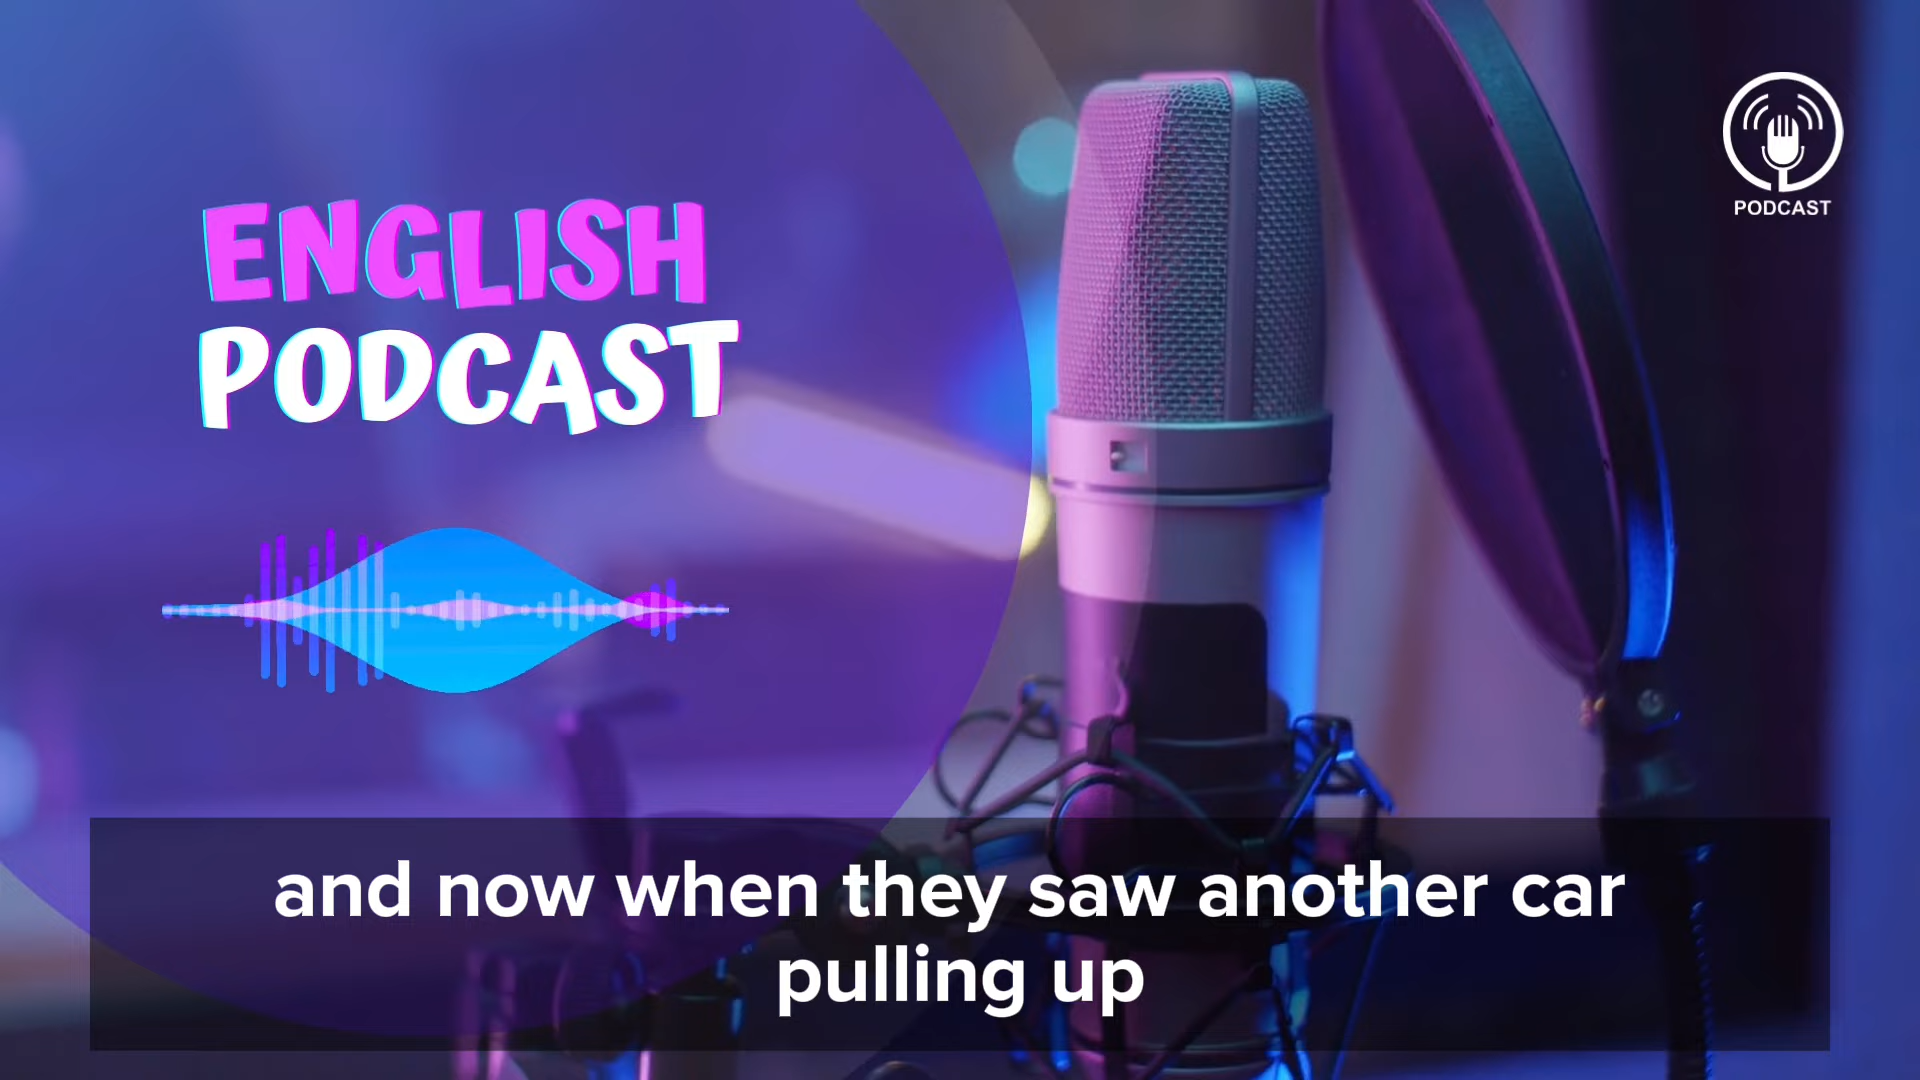 ENGLISH
PODCAST
PODCAST
and now when they saw another car
pulling up